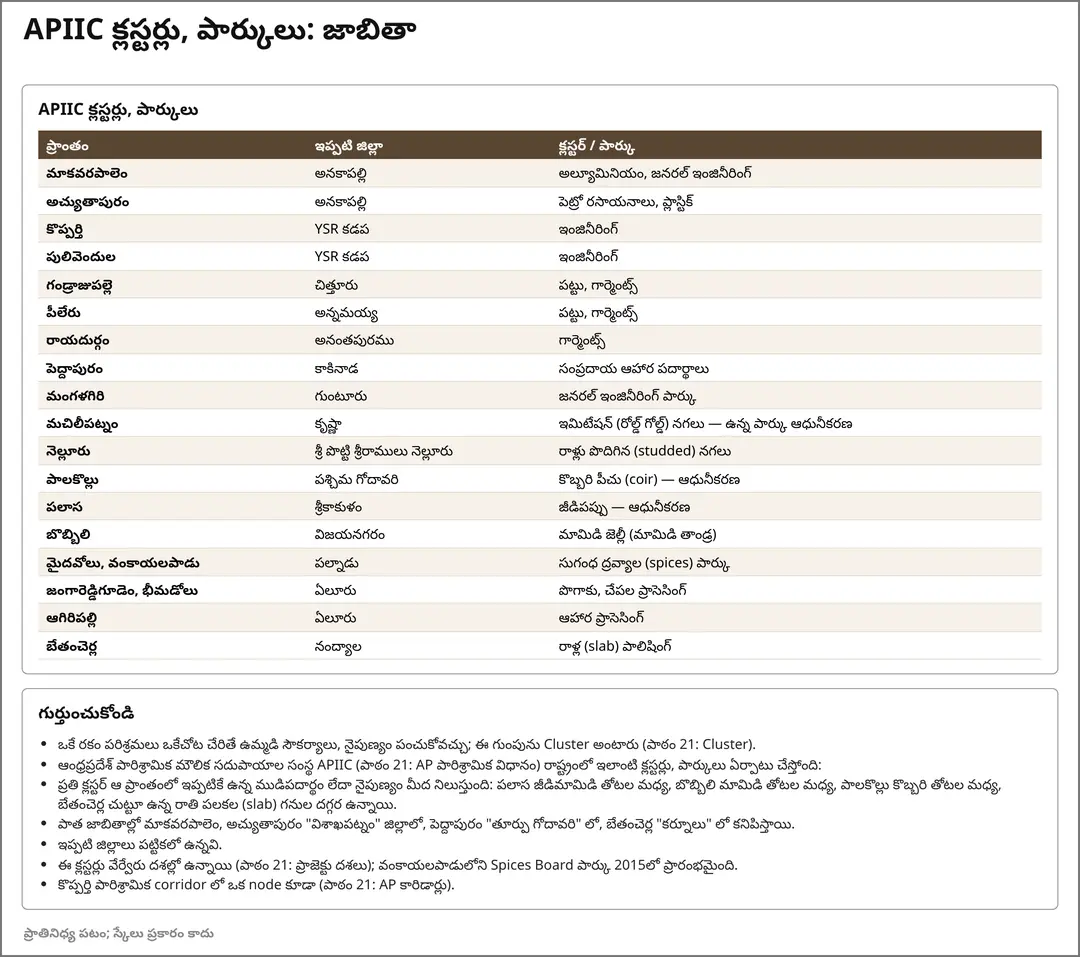 APIIC క్లస్టర్లు, పార్కులు: జాబితా
APIIC క్లస్టర్లు, పార్కులు
ప్రాంతం ఇప్పటి జిల్లా క్లస్టర్ / పార్కు
మాకవరపాలెం అనకాపల్లి అల్యూమినియం, జనరల్ ఇంజినీరింగ్
అచ్యుతాపురం అనకాపల్లి పెట్రో రసాయనాలు, ప్లాస్టిక్
కొప్పర్తి YSR కడప ఇంజినీరింగ్
పులివెందుల YSR కడప ఇంజినీరింగ్
గండ్రాజుపల్లె చిత్తూరు పట్టు, గార్మెంట్స్
పీలేరు అన్నమయ్య పట్టు, గార్మెంట్స్
రాయదుర్గం అనంతపురము గార్మెంట్స్
పెద్దాపురం కాకినాడ సంప్రదాయ ఆహార పదార్థాలు
మంగళగిరి గుంటూరు జనరల్ ఇంజినీరింగ్ పార్కు
మచిలీపట్నం కృష్ణా ఇమిటేషన్ (రోల్డ్ గోల్డ్) నగలు — ఉన్న పార్కు ఆధునీకరణ
నెల్లూరు శ్రీ పొట్టి శ్రీరాములు నెల్లూరు రాళ్లు పొదిగిన (studded) నగలు
పాలకొల్లు పశ్చిమ గోదావరి కొబ్బరి పీచు (coir) — ఆధునీకరణ
పలాస శ్రీకాకుళం జీడిపప్పు — ఆధునీకరణ
బొబ్బిలి విజయనగరం మామిడి జెల్లీ (మామిడి తాండ్ర)
మైదవోలు, వంకాయలపాడు పల్నాడు సుగంధ ద్రవ్యాల (spices) పార్కు
జంగారెడ్డిగూడెం, భీమడోలు ఏలూరు పొగాకు, చేపల ప్రాసెసింగ్
ఆగిరిపల్లి ఏలూరు ఆహార ప్రాసెసింగ్
బేతంచెర్ల నంద్యాల రాళ్ల (slab) పాలిషింగ్
గుర్తుంచుకోండి
• ఒకే రకం పరిశ్రమలు ఒకేచోట చేరితే ఉమ్మడి సౌకర్యాలు, నైపుణ్యం పంచుకోవచ్చు; ఈ గుంపును Cluster అంటారు (పాఠం 21: Cluster).
• ఆంధ్రప్రదేశ్ పారిశ్రామిక మౌలిక సదుపాయాల సంస్థ APIIC (పాఠం 21: AP పారిశ్రామిక విధానం) రాష్ట్రంలో ఇలాంటి క్లస్టర్లు, పార్కులు ఏర్పాటు చేస్తోంది:
• ప్రతి క్లస్టర్ ఆ ప్రాంతంలో ఇప్పటికే ఉన్న ముడిపదార్థం లేదా నైపుణ్యం మీద నిలుస్తుంది: పలాస జీడిమామిడి తోటల మధ్య, బొబ్బిలి మామిడి తోటల మధ్య, పాలకొల్లు కొబ్బరి తోటల మధ్య,
బేతంచెర్ల చుట్టూ ఉన్న రాతి పలకల (slab) గనుల దగ్గర ఉన్నాయి.
• పాత జాబితాల్లో మాకవరపాలెం, అచ్యుతాపురం "విశాఖపట్నం" జిల్లాలో, పెద్దాపురం "తూర్పు గోదావరి" లో, బేతంచెర్ల "కర్నూలు" లో కనిపిస్తాయి.
• ఇప్పటి జిల్లాలు పట్టికలో ఉన్నవి.
• ఈ క్లస్టర్లు వేర్వేరు దశల్లో ఉన్నాయి (పాఠం 21: ప్రాజెక్టు దశలు); వంకాయలపాడులోని Spices Board పార్కు 2015లో ప్రారంభమైంది.
• కొప్పర్తి పారిశ్రామిక corridor లో ఒక node కూడా (పాఠం 21: AP కారిడార్లు).
ప్రాతినిధ్య పటం; స్కేలు ప్రకారం కాదు